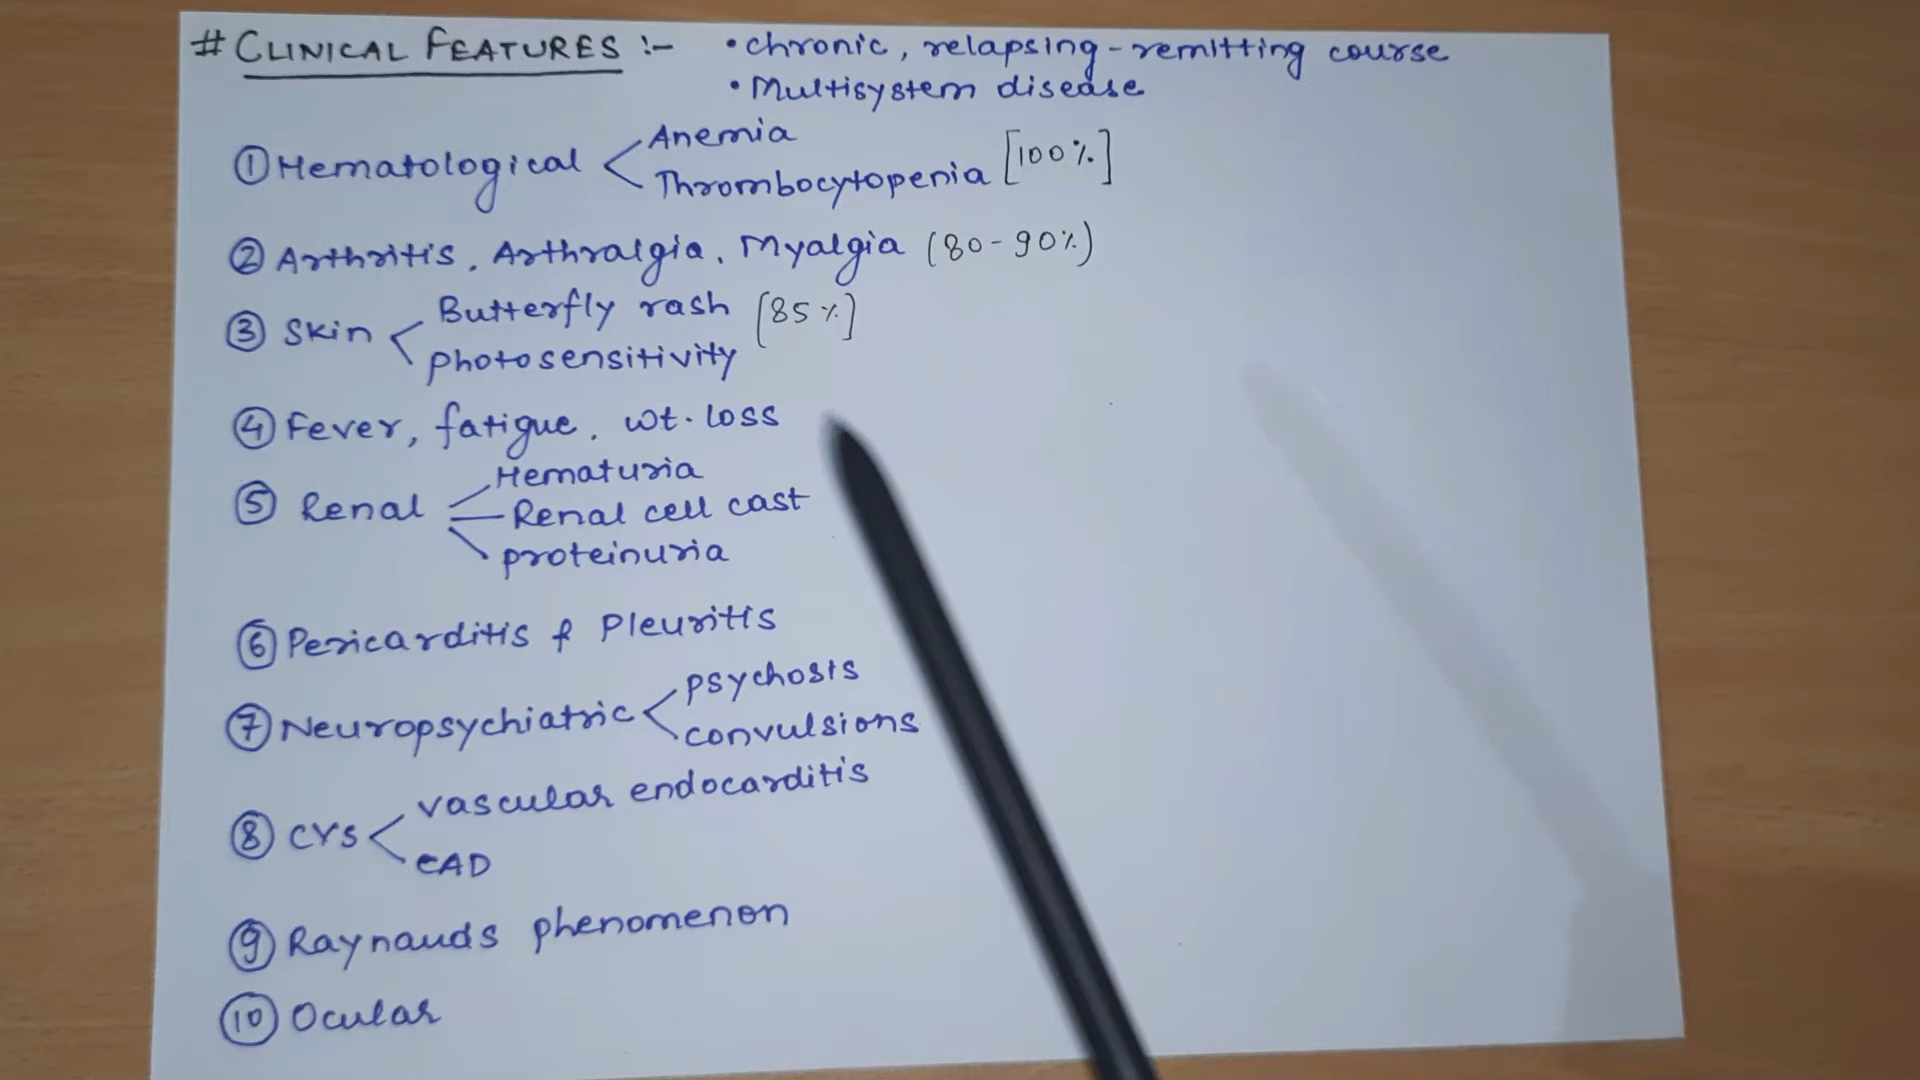 # CLINICAL FEATURES :- • chronic, relapsing-remitting course
• Multisystem disease
① Hematological Anemia
Thrombocytopenia [100%]
② Arthritis, Arthralgia, Myalgia (80-90%)
③ Skin Butterfly rash [85%]
photosensitivity
④ Fever, fatigue, wt. loss
⑤ Renal Hematuria
Renal cell cast
proteinuria
⑥ Pericarditis & Pleuritis
⑦ Neuropsychiatric psychosis
convulsions
⑧ CVS vascular endocarditis
CAD
⑨ Raynauds phenomenon
⑩ Ocular